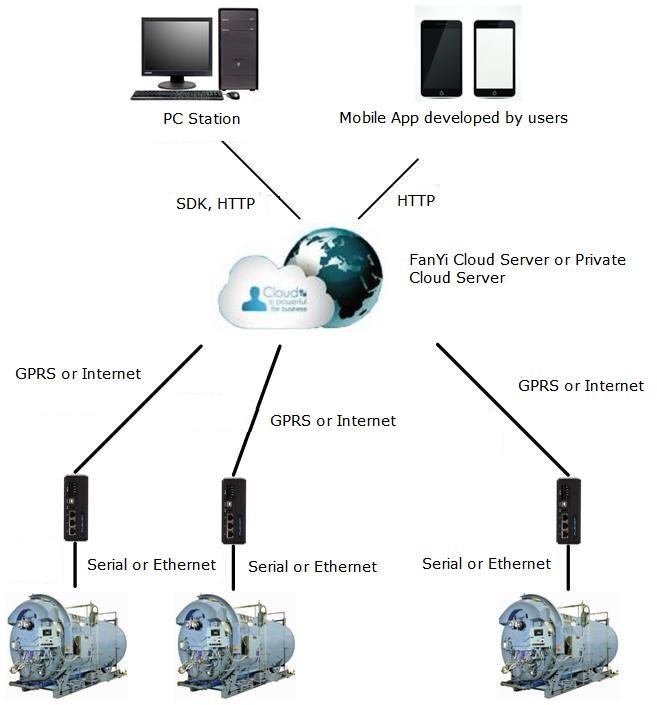 PC Station
Mobile App developed by users
SDK, HTTP
HTTP
FanYi Cloud Server or Private
Cloud Server
Cloud
is powerful
for business
GPRS or Internet
GPRS or Internet
GPRS or Internet
Serial or Ethernet
Serial or Ethernet
Serial or Ethernet